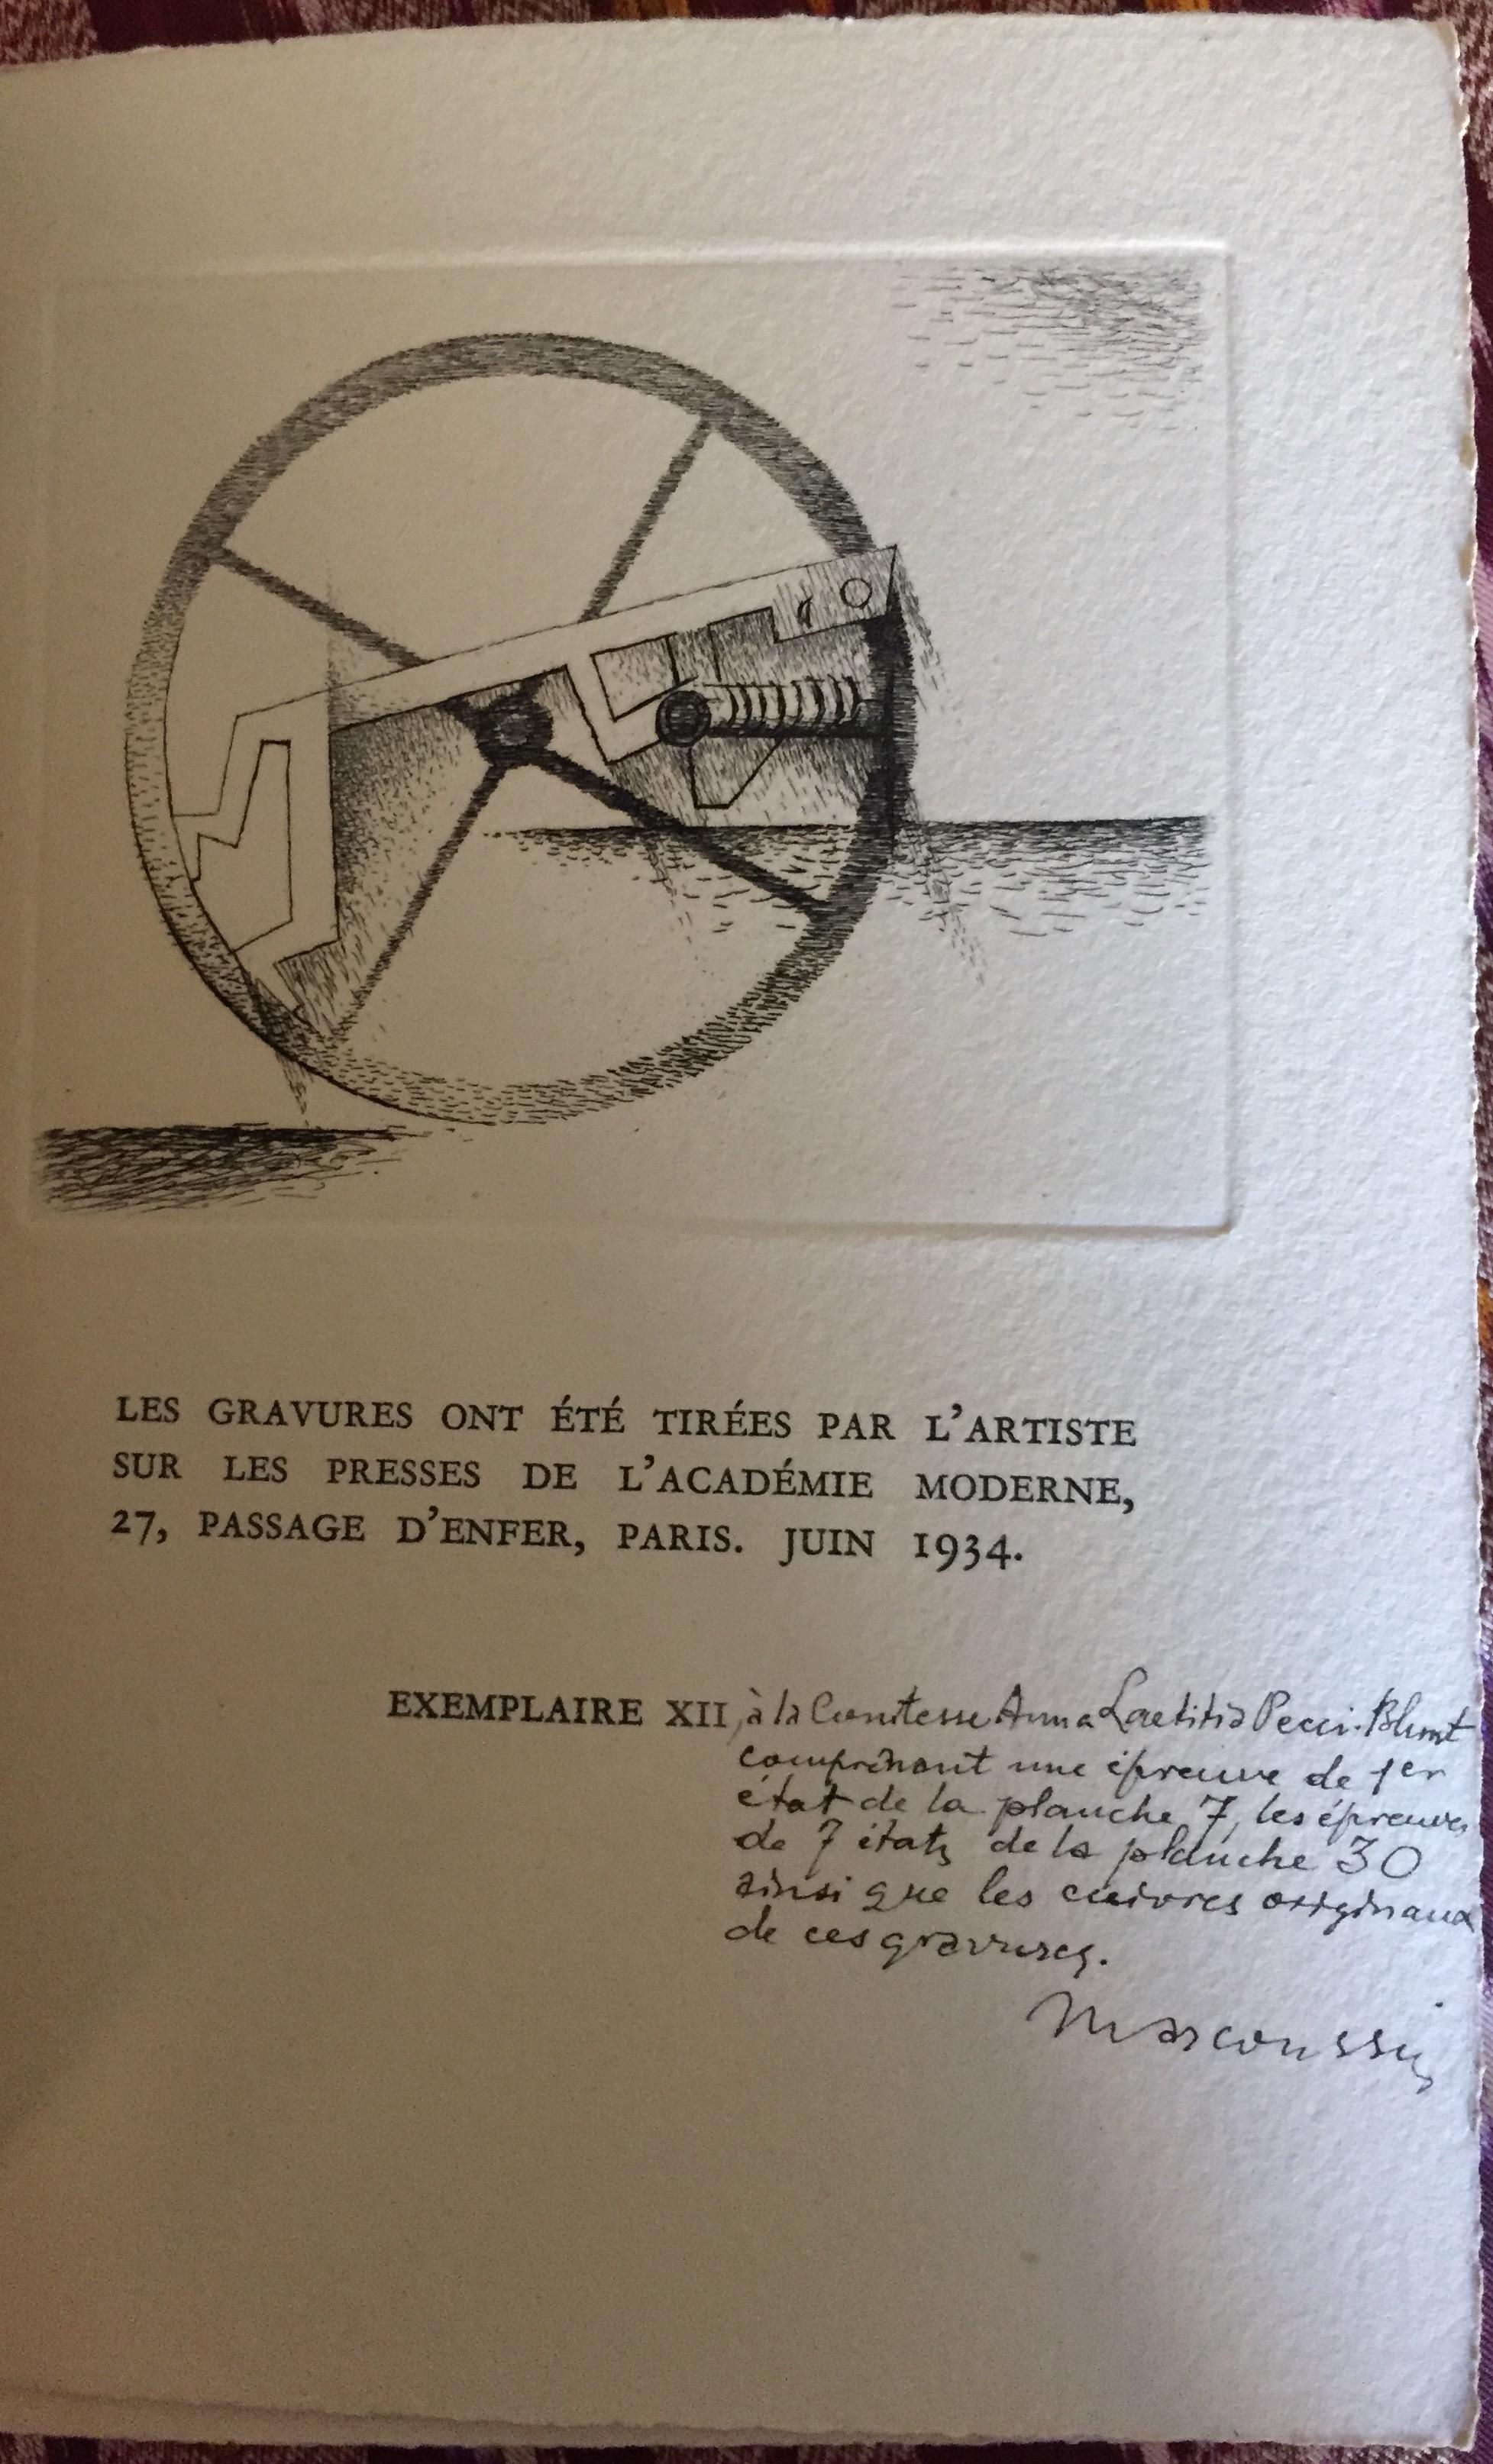 LES GRAVURES ONT ÉTÉ TIRÉES PAR L'ARTISTE
SUR LES PRESSES DE L'ACADÉMIE MODERNE,
27, PASSAGE D'ENFER, PARIS. JUIN 1934.
EXEMPLAIRE XII, à la Comtesse Anna Laetitia Pecci-Blunt
comprenant une épreuve de 1er
état de la planche 7, les épreuves
de 7 états de la planche 30
ainsi que les cuivres originaux
de ces gravures.
Marcoussis